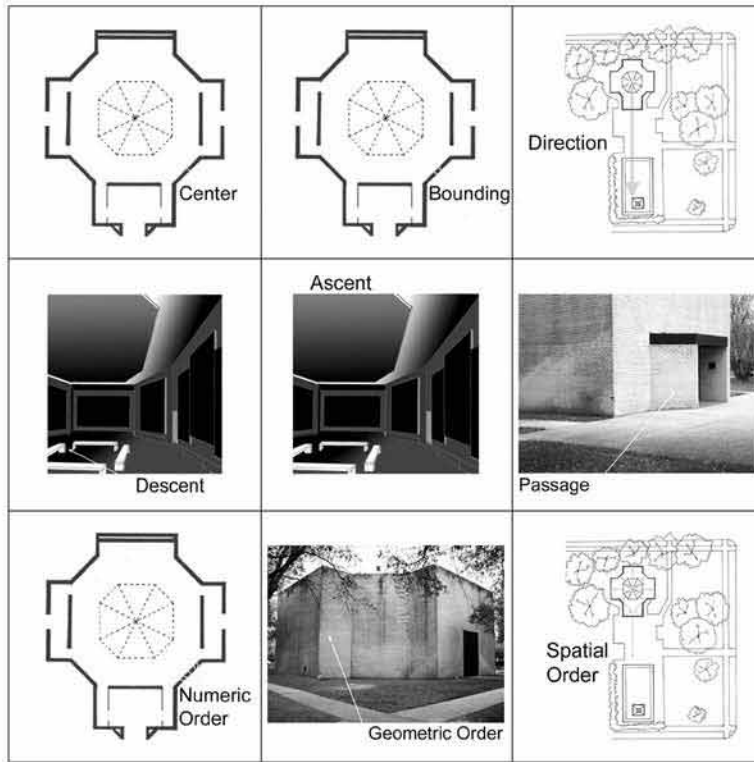 Center
Bounding
Direction
Descent
Ascent
Passage
Numeric
Order
Geometric Order
Spatial
Order